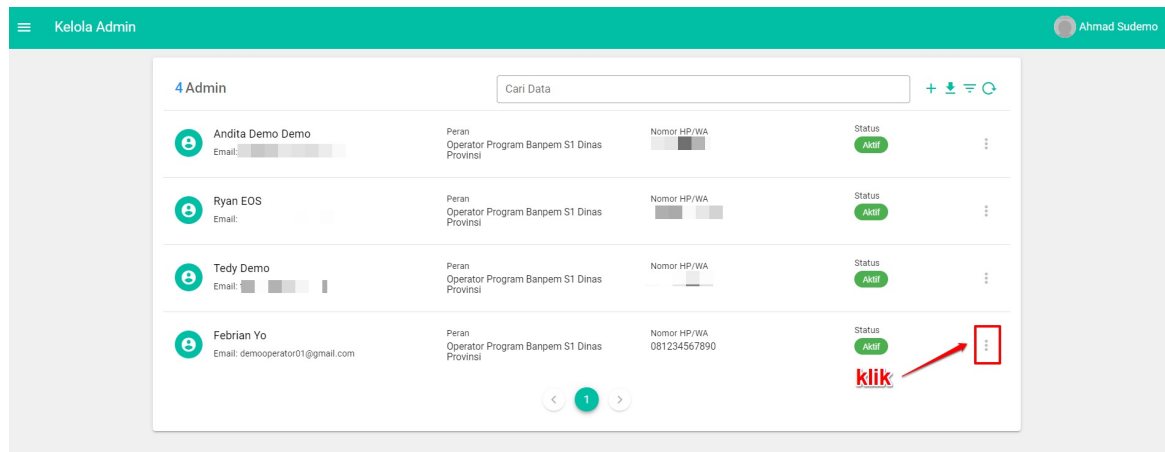 Kelola Admin
Ahmad Sudemo
4 Admin
Cari Data
Andita Demo Demo
Email:
Peran
Operator Program Banpem S1 Dinas
Provinsi
Nomor HP/WA
Status
Aktif
Ryan EOS
Email:
Peran
Operator Program Banpem S1 Dinas
Provinsi
Nomor HP/WA
Status
Aktif
Tedy Demo
Email:
Peran
Operator Program Banpem S1 Dinas
Provinsi
Nomor HP/WA
Status
Aktif
Febrian Yo
Email: demooperator01@gmail.com
Peran
Operator Program Banpem S1 Dinas
Provinsi
Nomor HP/WA
081234567890
Status
Aktif
klik
1